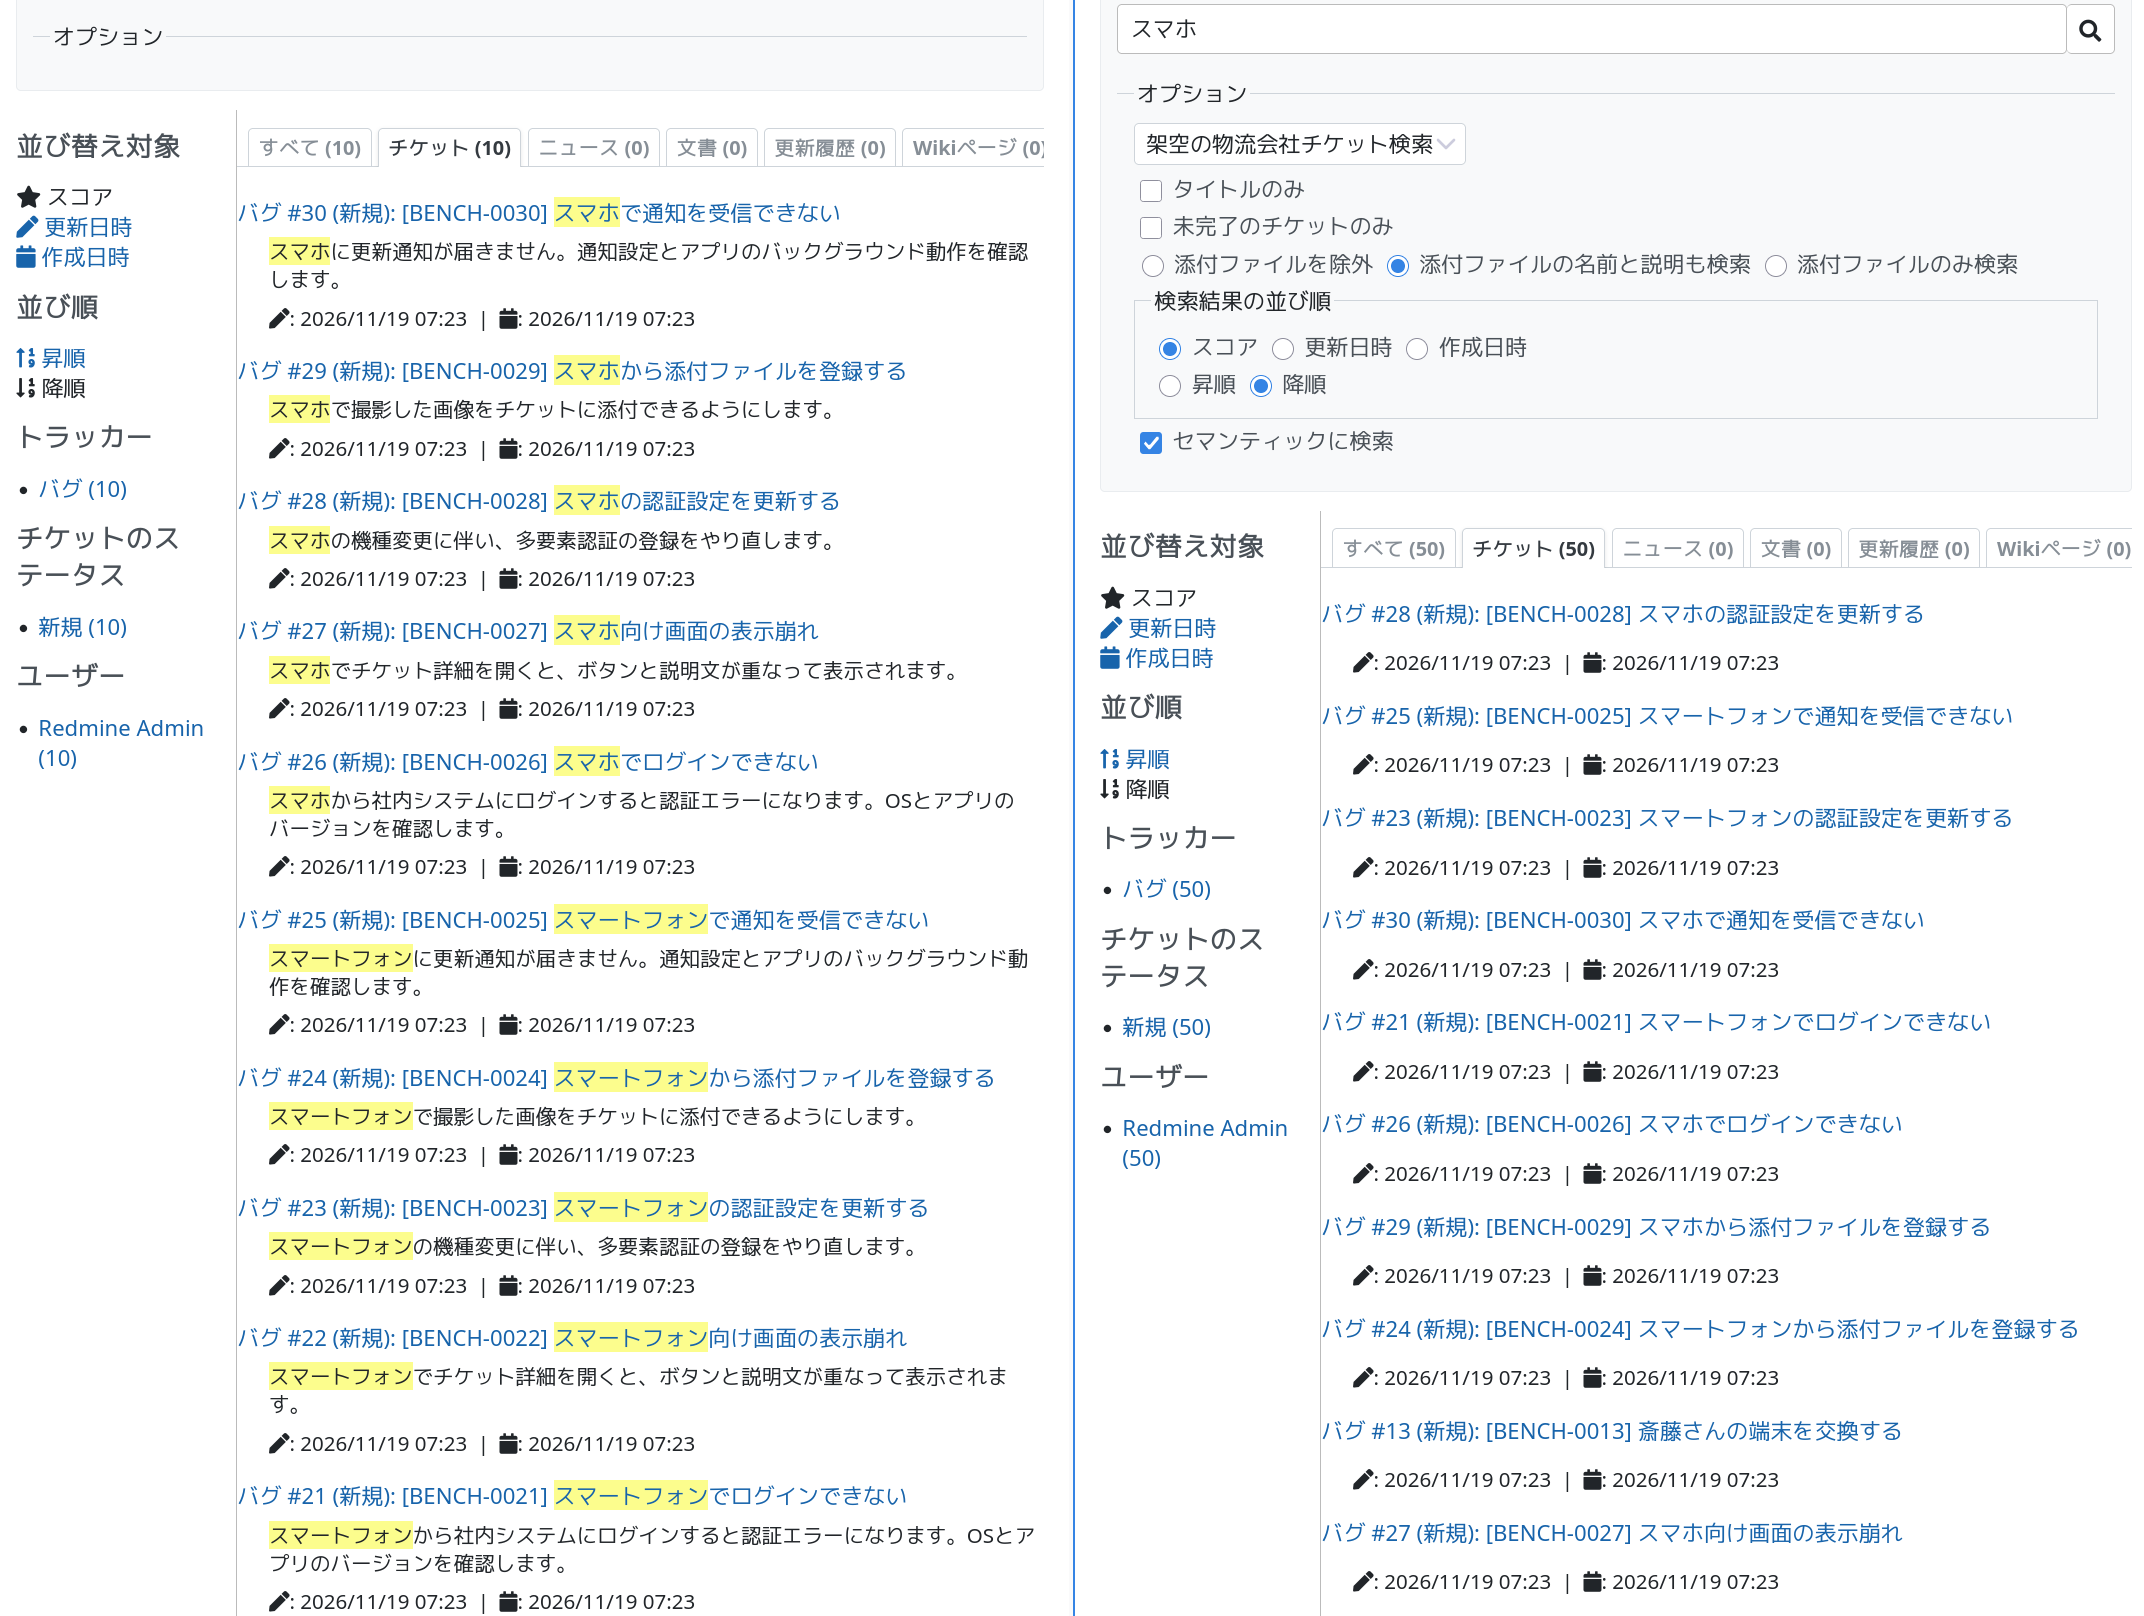 オプション
並び替え対象
スコア
更新日時
作成日時
並び順
昇順
降順
トラッカー
バグ (10)
チケットのス
テータス
新規 (10)
ユーザー
Redmine Admin
(10)
すべて (10) チケット (10) ニュース (0) 文書 (0) 更新履歴 (0) Wikiページ (0)
バグ #30 (新規): [BENCH-0030] スマホで通知を受信できない
スマホに更新通知が届きません。通知設定とアプリのバックグラウンド動作を確認
します。
: 2026/11/19 07:23 | : 2026/11/19 07:23
バグ #29 (新規): [BENCH-0029] スマホから添付ファイルを登録する
スマホで撮影した画像をチケットに添付できるようにします。
: 2026/11/19 07:23 | : 2026/11/19 07:23
バグ #28 (新規): [BENCH-0028] スマホの認証設定を更新する
スマホの機種変更に伴い、多要素認証の登録をやり直します。
: 2026/11/19 07:23 | : 2026/11/19 07:23
バグ #27 (新規): [BENCH-0027] スマホ向け画面の表示崩れ
スマホでチケット詳細を開くと、ボタンと説明文が重なって表示されます。
: 2026/11/19 07:23 | : 2026/11/19 07:23
バグ #26 (新規): [BENCH-0026] スマホでログインできない
スマホから社内システムにログインすると認証エラーになります。OSとアプリの
バージョンを確認します。
: 2026/11/19 07:23 | : 2026/11/19 07:23
バグ #25 (新規): [BENCH-0025] スマートフォンで通知を受信できない
スマートフォンに更新通知が届きません。通知設定とアプリのバックグラウンド動
作を確認します。
: 2026/11/19 07:23 | : 2026/11/19 07:23
バグ #24 (新規): [BENCH-0024] スマートフォンから添付ファイルを登録する
スマートフォンで撮影した画像をチケットに添付できるようにします。
: 2026/11/19 07:23 | : 2026/11/19 07:23
バグ #23 (新規): [BENCH-0023] スマートフォンの認証設定を更新する
スマートフォンの機種変更に伴い、多要素認証の登録をやり直します。
: 2026/11/19 07:23 | : 2026/11/19 07:23
バグ #22 (新規): [BENCH-0022] スマートフォン向け画面の表示崩れ
スマートフォンでチケット詳細を開くと、ボタンと説明文が重なって表示されま
す。
: 2026/11/19 07:23 | : 2026/11/19 07:23
バグ #21 (新規): [BENCH-0021] スマートフォンでログインできない
スマートフォンから社内システムにログインすると認証エラーになります。OSとア
プリのバージョンを確認します。
: 2026/11/19 07:23 | : 2026/11/19 07:23
スマホ
オプション
架空の物流会社チケット検索
タイトルのみ
未完了のチケットのみ
添付ファイルを除外 添付ファイルの名前と説明も検索 添付ファイルのみ検索
検索結果の並び順
スコア 更新日時 作成日時
昇順 降順
セマンティックに検索
並び替え対象
スコア
更新日時
作成日時
並び順
昇順
降順
トラッカー
バグ (50)
チケットのス
テータス
新規 (50)
ユーザー
Redmine Admin
(50)
すべて (50) チケット (50) ニュース (0) 文書 (0) 更新履歴 (0) Wikiページ (0)
バグ #28 (新規): [BENCH-0028] スマホの認証設定を更新する
: 2026/11/19 07:23 | : 2026/11/19 07:23
バグ #25 (新規): [BENCH-0025] スマートフォンで通知を受信できない
: 2026/11/19 07:23 | : 2026/11/19 07:23
バグ #23 (新規): [BENCH-0023] スマートフォンの認証設定を更新する
: 2026/11/19 07:23 | : 2026/11/19 07:23
バグ #30 (新規): [BENCH-0030] スマホで通知を受信できない
: 2026/11/19 07:23 | : 2026/11/19 07:23
バグ #21 (新規): [BENCH-0021] スマートフォンでログインできない
: 2026/11/19 07:23 | : 2026/11/19 07:23
バグ #26 (新規): [BENCH-0026] スマホでログインできない
: 2026/11/19 07:23 | : 2026/11/19 07:23
バグ #29 (新規): [BENCH-0029] スマホから添付ファイルを登録する
: 2026/11/19 07:23 | : 2026/11/19 07:23
バグ #24 (新規): [BENCH-0024] スマートフォンから添付ファイルを登録する
: 2026/11/19 07:23 | : 2026/11/19 07:23
バグ #13 (新規): [BENCH-0013] 斎藤さんの端末を交換する
: 2026/11/19 07:23 | : 2026/11/19 07:23
バグ #27 (新規): [BENCH-0027] スマホ向け画面の表示崩れ
: 2026/11/19 07:23 | : 2026/11/19 07:23